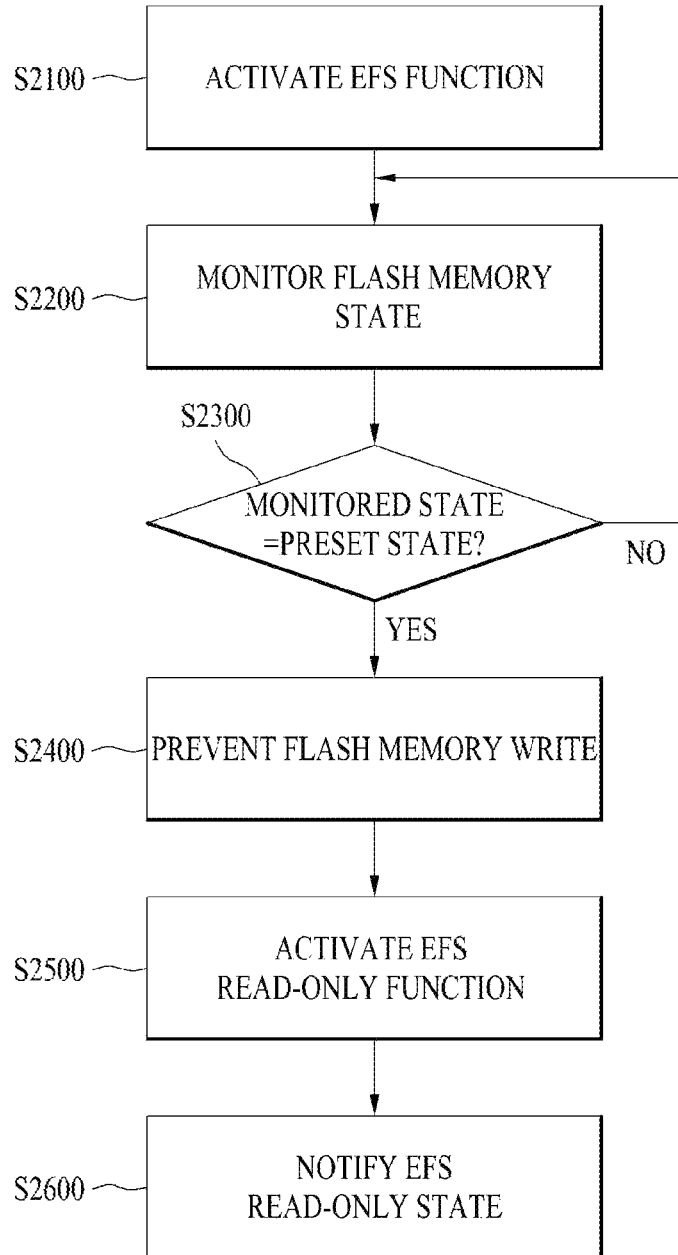 S2100
ACTIVATE EFS FUNCTION
S2200
MONITOR FLASH MEMORY
STATE
S2300
MONITORED STATE
=PRESET STATE?
NO
YES
S2400
PREVENT FLASH MEMORY WRITE
S2500
ACTIVATE EFS
READ-ONLY FUNCTION
S2600
NOTIFY EFS
READ-ONLY STATE